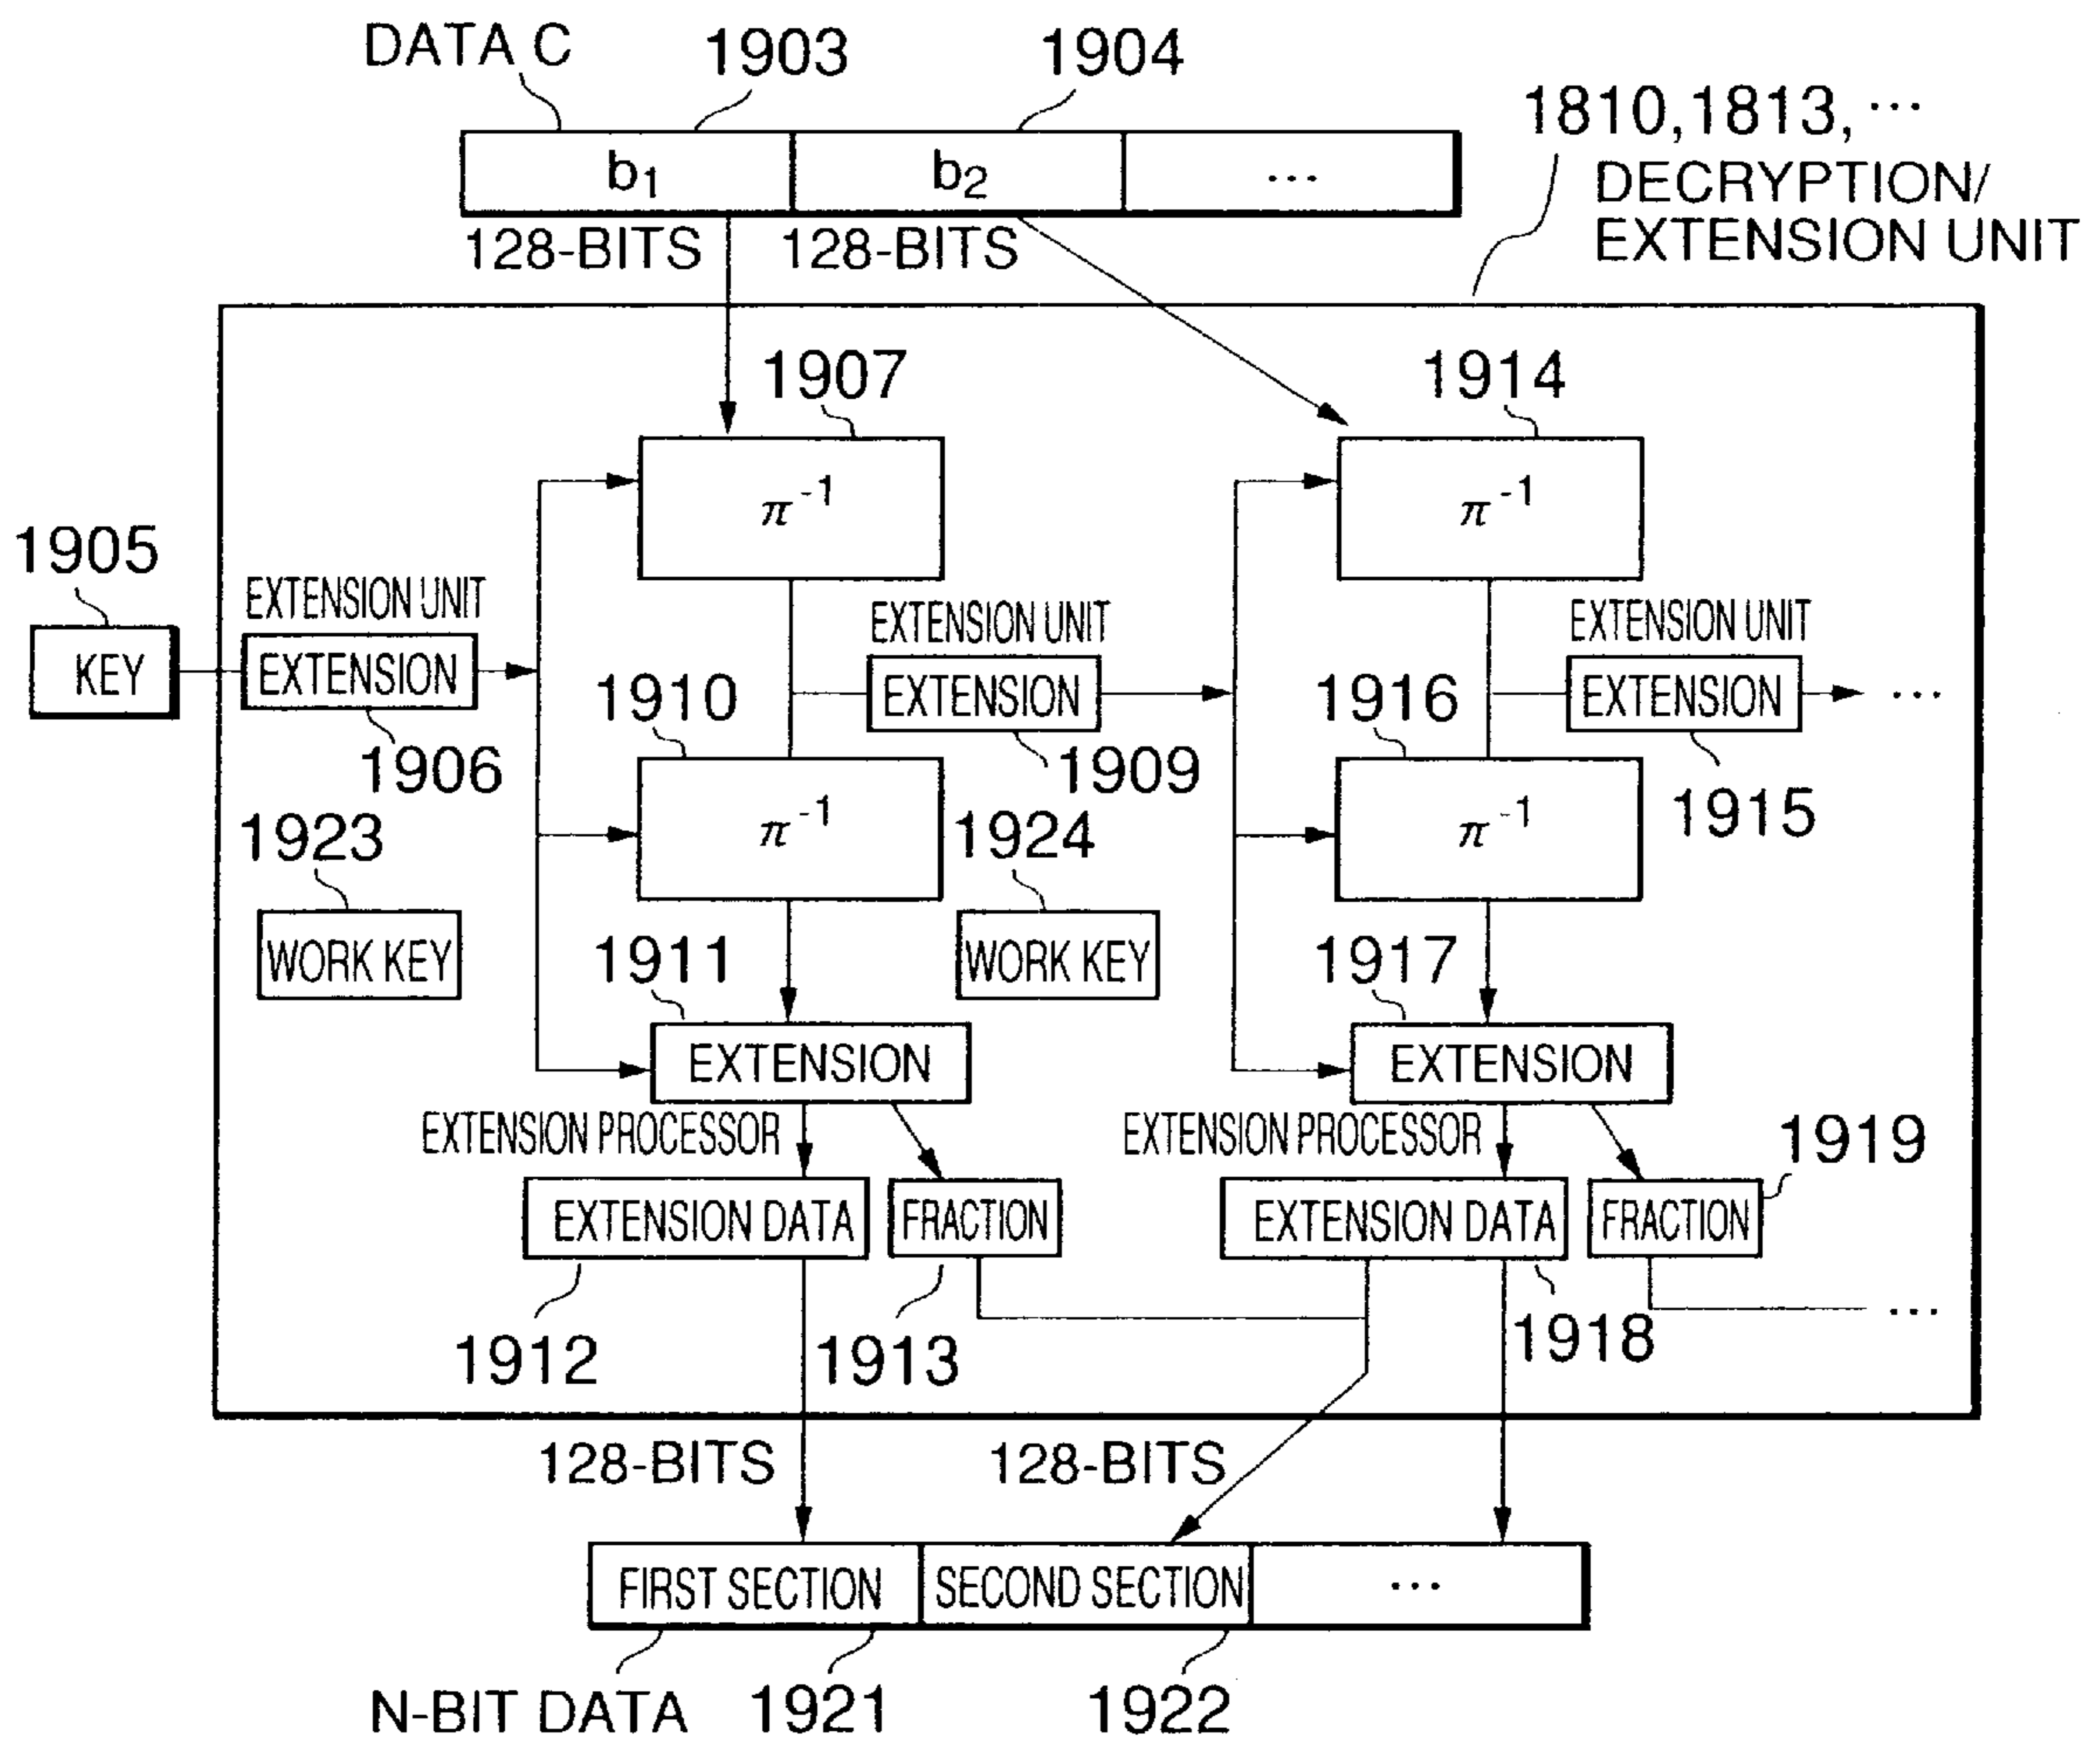 DATA C
1903
1904
1810, 1813, ...
DECRYPTION/
EXTENSION UNIT
b1
b2
...
128-BITS
128-BITS
1907
1914
π-1
π-1
1905
KEY
EXTENSION UNIT
EXTENSION
1906
EXTENSION UNIT
EXTENSION
1909
EXTENSION UNIT
EXTENSION
...
1915
1910
1916
π-1
π-1
1923
WORK KEY
1924
WORK KEY
1911
1917
EXTENSION
EXTENSION
EXTENSION PROCESSOR
EXTENSION PROCESSOR
1919
EXTENSION DATA
FRACTION
EXTENSION DATA
FRACTION
1912
1913
1918
...
128-BITS
128-BITS
FIRST SECTION
SECOND SECTION
...
N-BIT DATA
1921
1922